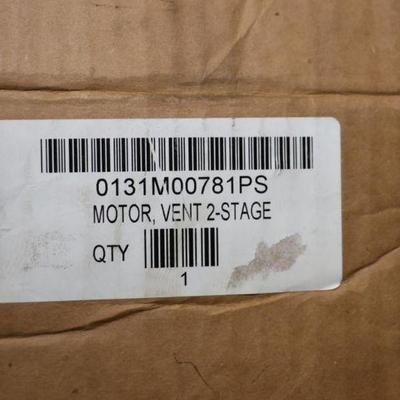 0131M00781PS
MOTOR, VENT 2-STAGE
QTY
1